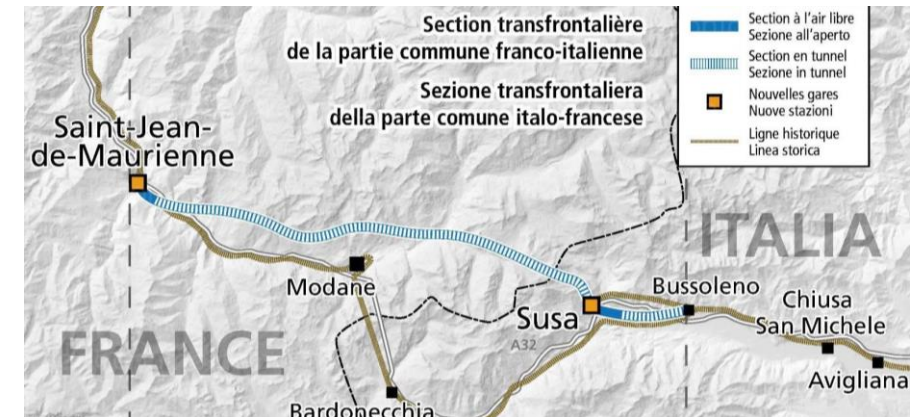 Section transfrontalière
de la partie commune franco-italienne
Sezione transfrontaliera
della parte comune italo-francese
Section à l'air libre
Sezione all'aperto
Section en tunnel
Sezione in tunnel
Nouvelles gares
Nuove stazioni
Ligne historique
Linea storica
Saint-Jean-
de-Maurienne
ITALIA
Modane
Bussoleno
Susa
Chiusa
San Michele
A32
FRANCE
Avigliana
Bardonecchia